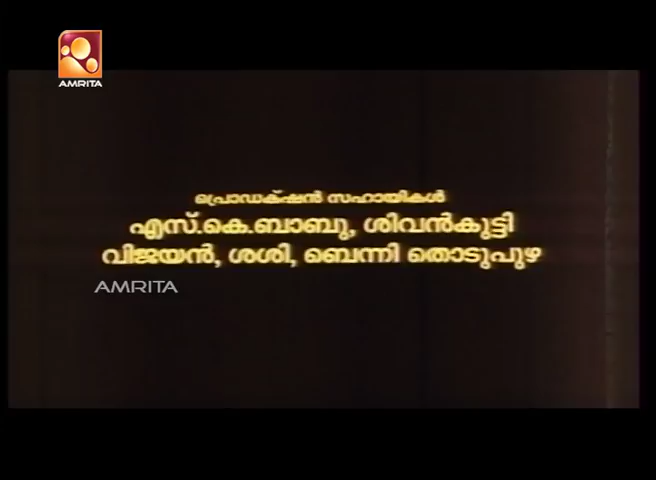 AMRITA
പ്രൊഡക്ഷൻ സഹായികൾ
എസ്.കെ.ബാബു, ശിവൻകുട്ടി
വിജയൻ, ശശി, ബെന്നി തൊടുപുഴ
AMRITA